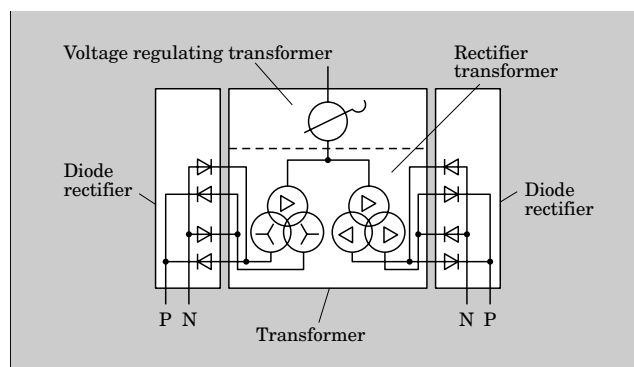 Voltage regulating transformer
Rectifier
transformer
Diode
rectifier
Diode
rectifier
P N
N P
Transformer